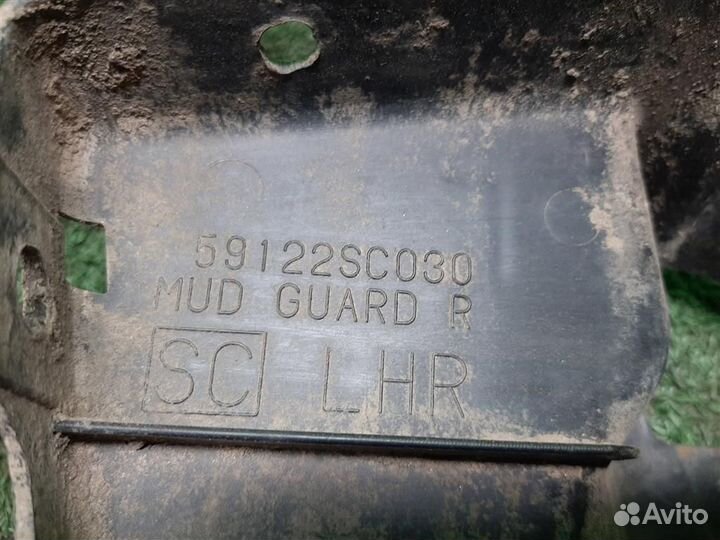 59122SC030
MUD GUARD R
SC LHR
Avito